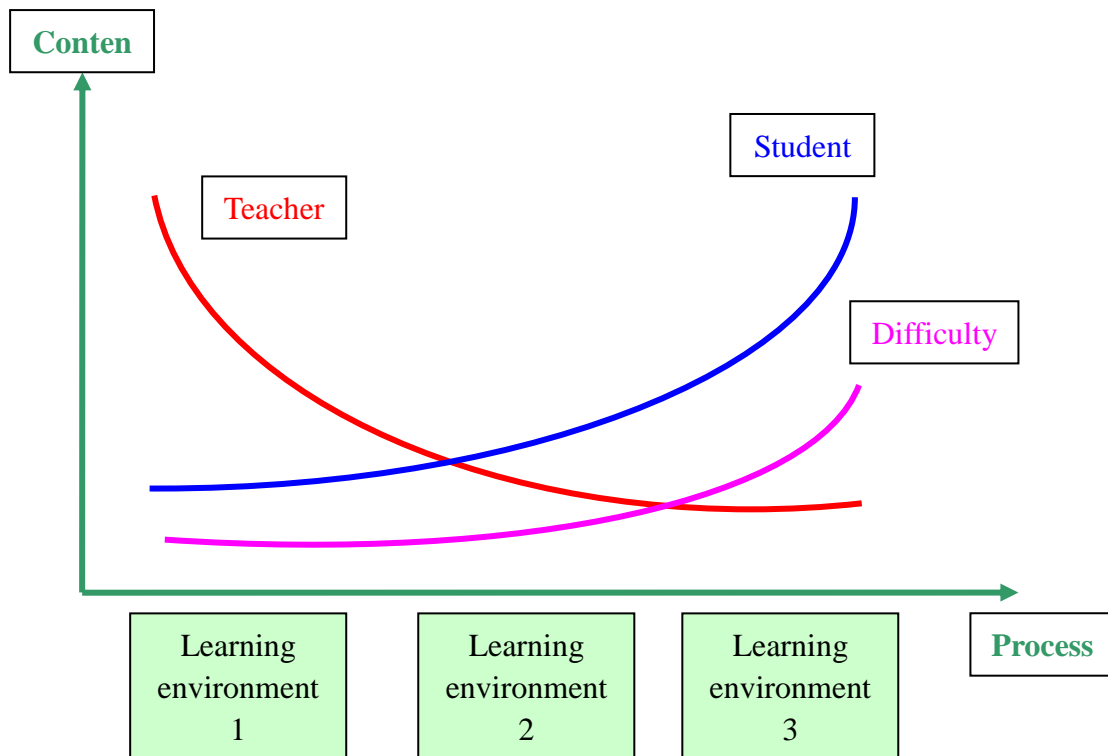 Conten
Student
Teacher
Difficulty
Learning
environment
1
Learning
environment
2
Learning
environment
3
Process